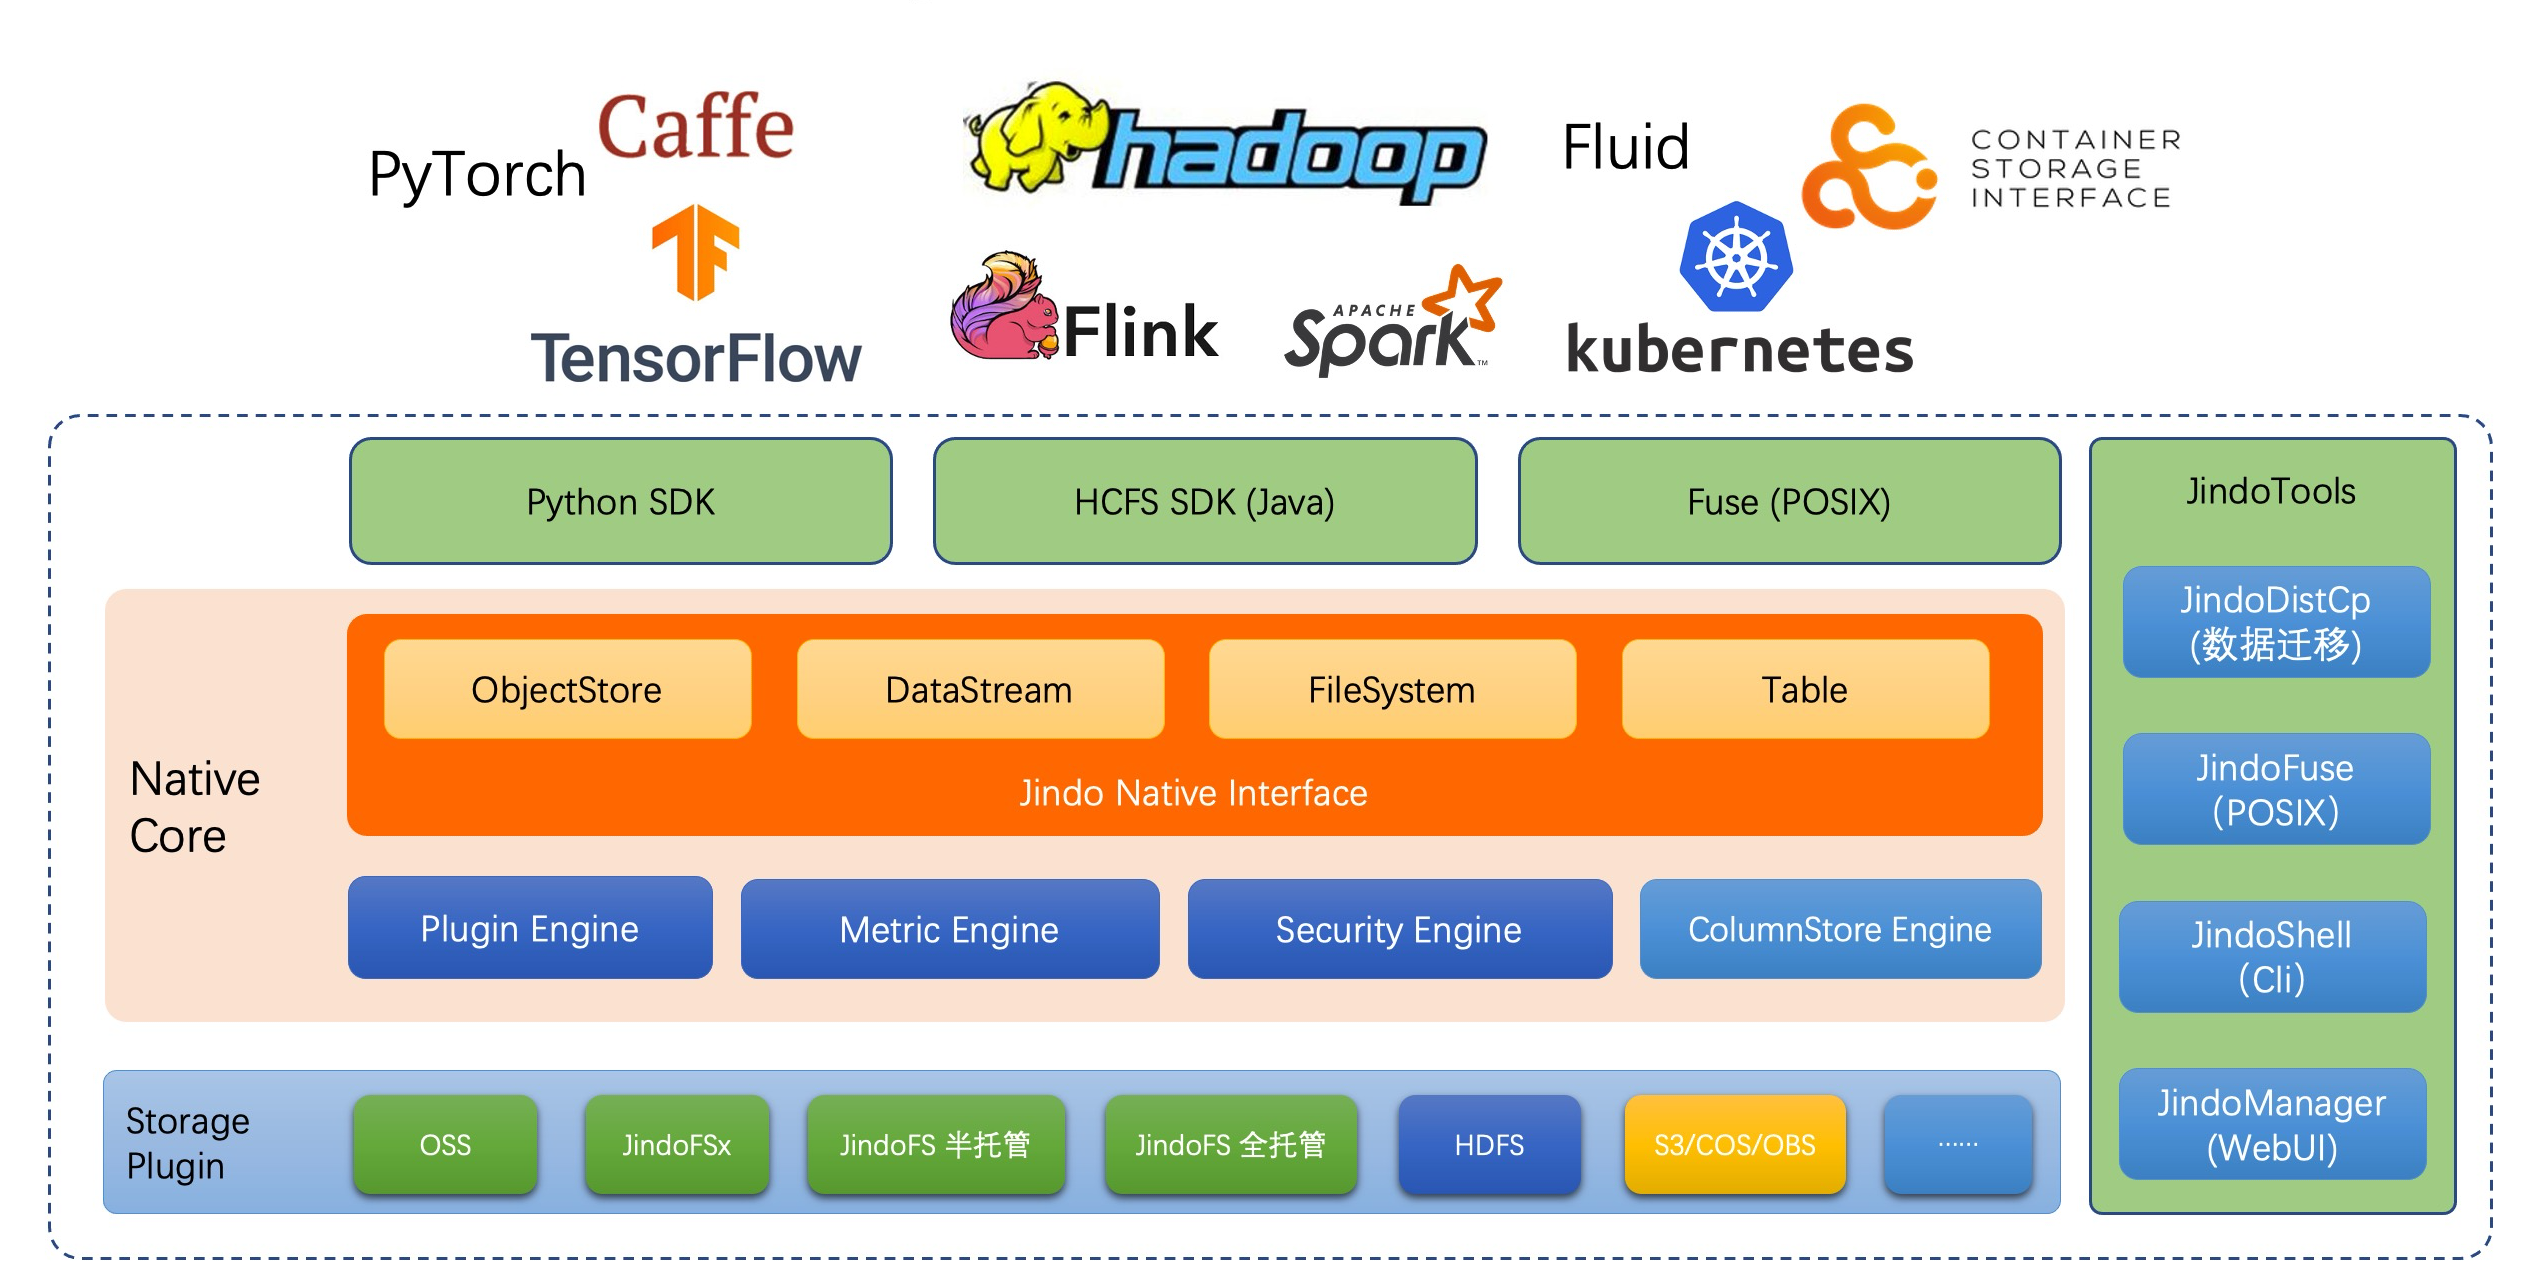 PyTorch
Caffe
TensorFlow
hadoop
Flink
APACHE
Spark™
Fluid
CONTAINER
STORAGE
INTERFACE
kubernetes
Python SDK
HCFS SDK (Java)
Fuse (POSIX)
Native
Core
ObjectStore
DataStream
FileSystem
Table
Jindo Native Interface
Plugin Engine
Metric Engine
Security Engine
ColumnStore Engine
Storage
Plugin
OSS
JindoFSx
JindoFS 半托管
JindoFS 全托管
HDFS
S3/COS/OBS
······
JindoTools
JindoDistCp
(数据迁移)
JindoFuse
(POSIX)
JindoShell
(Cli)
JindoManager
(WebUI)